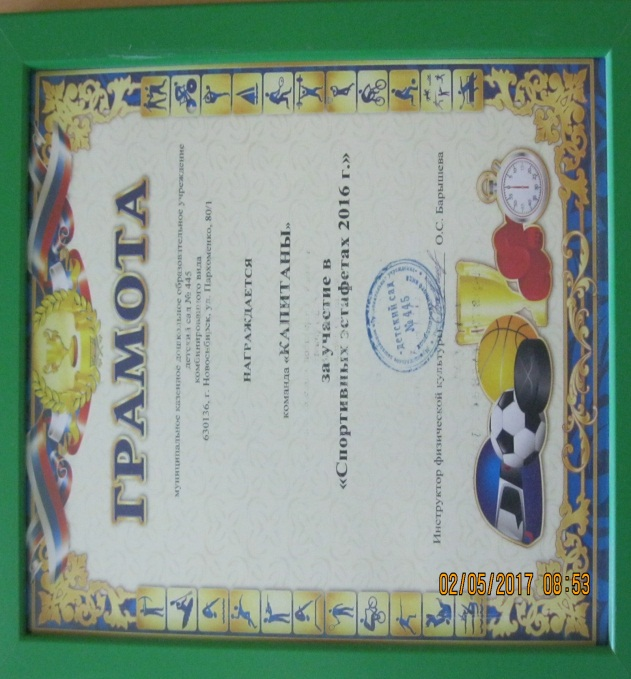 ГРАМОТА
муниципальное казенное дошкольное образовательное учреждение
детский сад № 445
комбинированного вида
630136, г. Новосибирск, ул. Пархоменко, 80/1
НАГРАЖДАЕТСЯ
команда «КАПИТАНЫ»
за участие в
«Спортивных эстафетах 2016 г.»
"детский сад
№ 445
Инструктор физической культуры О.С. Барышева
02/05/2017 08:53